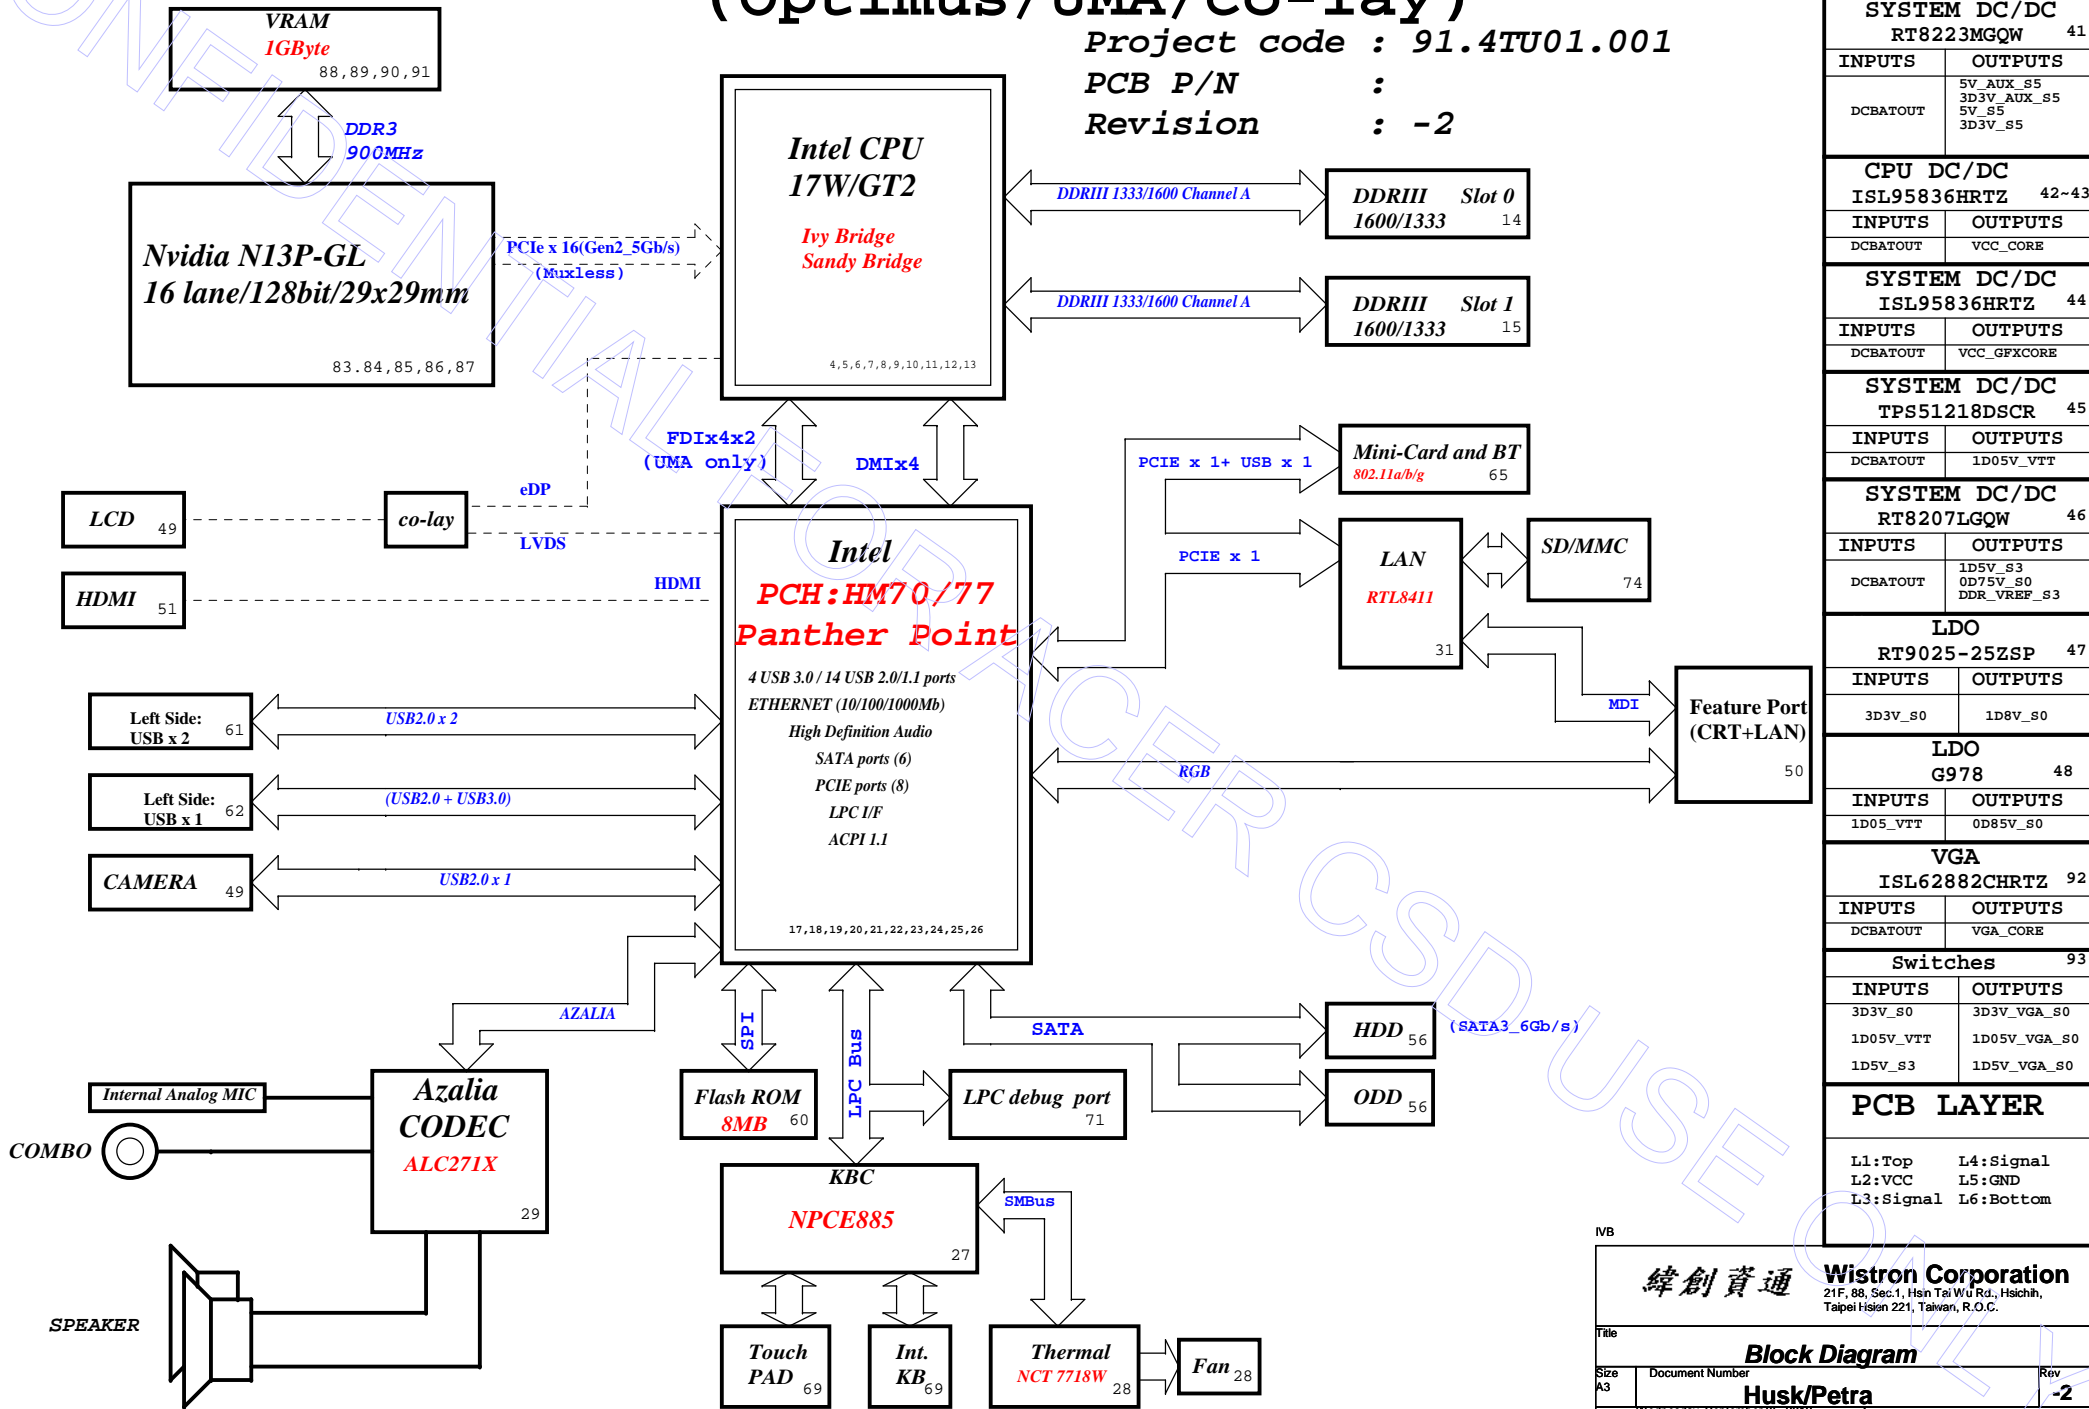 (Optimus/UMA/Co-lay)
Project code : 91.4TU01.001
PCB P/N :
Revision : -2
VRAM
1GByte
88,89,90,91
DDR3
900MHz
Nvidia N13P-GL
16 lane/128bit/29x29mm
83.84,85,86,87
PCIe x 16(Gen2_5Gb/s)
(Muxless)
Intel CPU
17W/GT2
Ivy Bridge
Sandy Bridge
4,5,6,7,8,9,10,11,12,13
DDRIII 1333/1600 Channel A
DDRIII Slot 0
1600/1333 14
DDRIII 1333/1600 Channel A
DDRIII Slot 1
1600/1333 15
FDIx4x2
(UMA only)
DMIx4
LCD 49
co-lay
eDP
LVDS
HDMI 51
HDMI
Intel
PCH:HM70/77
Panther Point
4 USB 3.0 / 14 USB 2.0/1.1 ports
ETHERNET (10/100/1000Mb)
High Definition Audio
SATA ports (6)
PCIE ports (8)
LPC I/F
ACPI 1.1
17,18,19,20,21,22,23,24,25,26
PCIE x 1+ USB x 1
Mini-Card and BT
802.11a/b/g 65
PCIE x 1
LAN
RTL8411
31
SD/MMC
74
MDI
Feature Port
(CRT+LAN)
50
RGB
Left Side:
USB x 2 61
USB2.0 x 2
Left Side:
USB x 1 62
(USB2.0 + USB3.0)
CAMERA 49
USB2.0 x 1
AZALIA
Internal Analog MIC
COMBO
Azalia
CODEC
ALC271X
29
SPEAKER
SPI
Flash ROM
8MB 60
LPC Bus
LPC debug port
71
SATA
HDD 56
(SATA3_6Gb/s)
ODD 56
KBC
NPCE885
27
SMBus
Touch
PAD 69
Int.
KB 69
Thermal
NCT 7718W 28
Fan 28
SYSTEM DC/DC
RT8223MGQW 41
INPUTS OUTPUTS
DCBATOUT
5V_AUX_S5
3D3V_AUX_S5
5V_S5
3D3V_S5
CPU DC/DC
ISL95836HRTZ 42~43
INPUTS OUTPUTS
DCBATOUT VCC_CORE
SYSTEM DC/DC
ISL95836HRTZ 44
INPUTS OUTPUTS
DCBATOUT VCC_GFXCORE
SYSTEM DC/DC
TPS51218DSCR 45
INPUTS OUTPUTS
DCBATOUT 1D05V_VTT
SYSTEM DC/DC
RT8207LGQW 46
INPUTS OUTPUTS
DCBATOUT
1D5V_S3
0D75V_S0
DDR_VREF_S3
LDO
RT9025-25ZSP 47
INPUTS OUTPUTS
3D3V_S0 1D8V_S0
LDO
G978 48
INPUTS OUTPUTS
1D05_VTT 0D85V_S0
VGA
ISL62882CHRTZ 92
INPUTS OUTPUTS
DCBATOUT VGA_CORE
Switches 93
INPUTS OUTPUTS
3D3V_S0 3D3V_VGA_S0
1D05V_VTT 1D05V_VGA_S0
1D5V_S3 1D5V_VGA_S0
PCB LAYER
L1:Top L4:Signal
L2:VCC L5:GND
L3:Signal L6:Bottom
IVB
緯創資通 Wistron Corporation
21F, 88, Sec.1, Hsin Tai Wu Rd., Hsichih,
Taipei Hsien 221, Taiwan, R.O.C.
Title
Block Diagram
Size Document Number Rev
A3 Husk/Petra -2
CONFIDENTIAL FOR ACER CSD USE ONLY